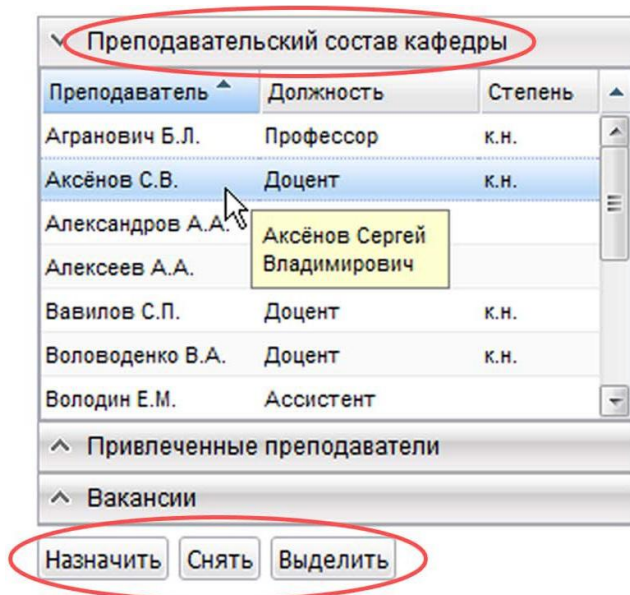 Преподавательский состав кафедры
Преподаватель Должность Степень
Агранович Б.Л. Профессор к.н.
Аксёнов С.В. Доцент к.н.
Александров А.А.
Аксёнов Сергей
Владимирович
Алексеев А.А.
Вавилов С.П. Доцент к.н.
Воловоденко В.А. Доцент к.н.
Володин Е.М. Ассистент
Привлеченные преподаватели
Вакансии
Назначить Снять Выделить